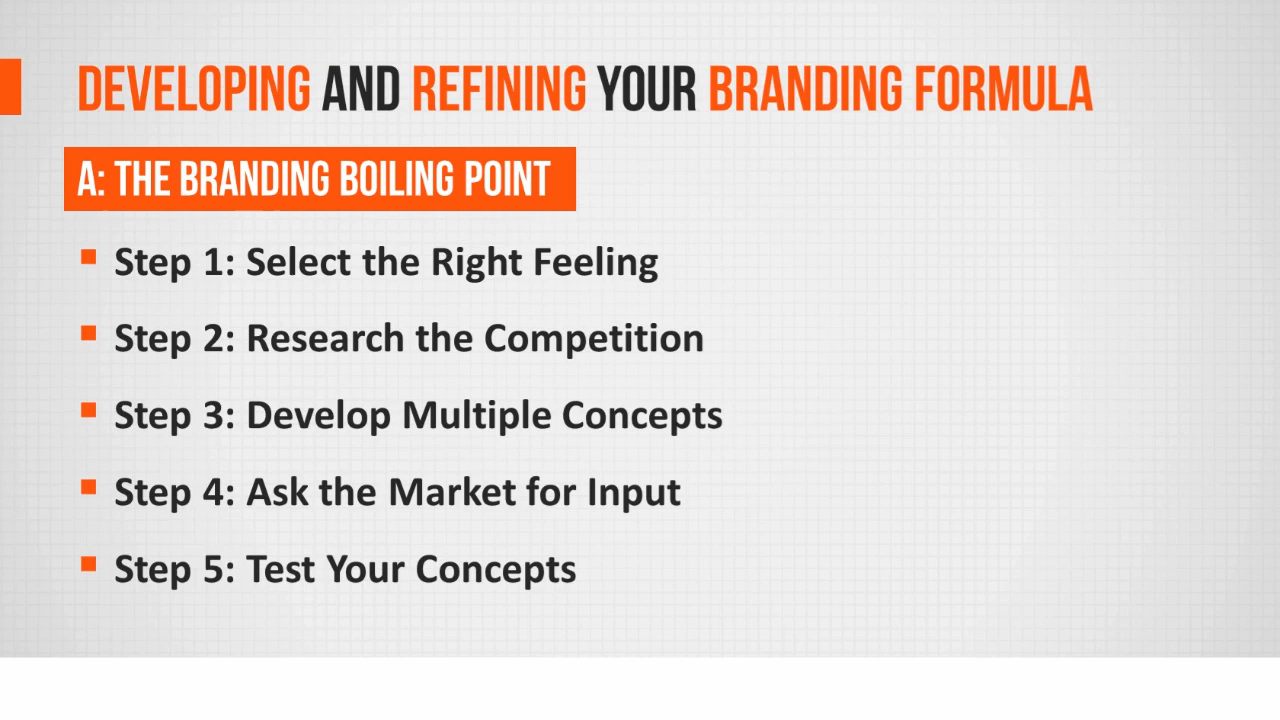 DEVELOPING AND REFINING YOUR BRANDING FORMULA
A: THE BRANDING BOILING POINT
Step 1: Select the Right Feeling
Step 2: Research the Competition
Step 3: Develop Multiple Concepts
Step 4: Ask the Market for Input
Step 5: Test Your Concepts